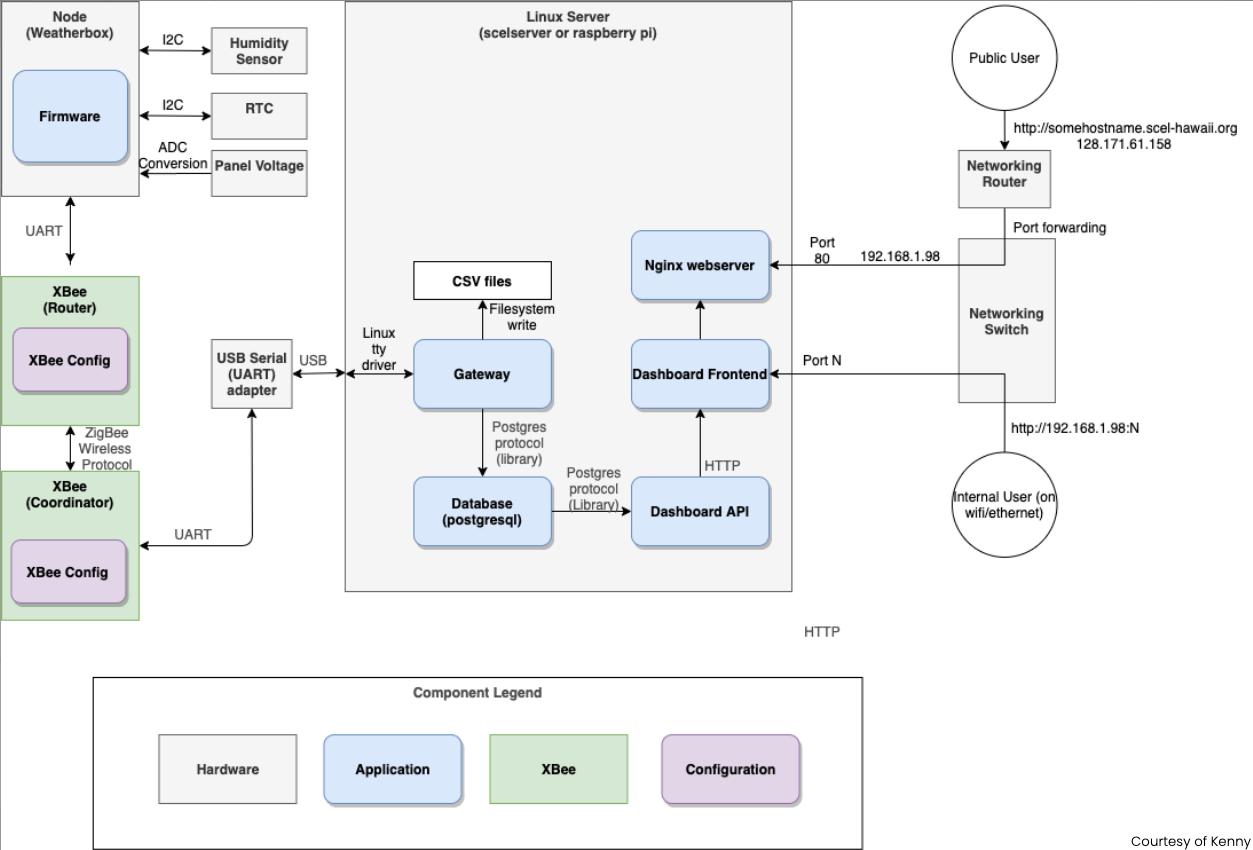 Node
(Weatherbox)
Firmware
I2C
Humidity
Sensor
I2C
RTC
ADC
Conversion
Panel Voltage
UART
XBee
(Router)
XBee Config
ZigBee
Wireless
Protocol
XBee
(Coordinator)
XBee Config
UART
USB Serial
(UART)
adapter
USB
Linux Server
(scelserver or raspberry pi)
Linux
tty
driver
CSV files
Filesystem
write
Gateway
Postgres
protocol
(library)
Database
(postgresql)
Postgres
protocol
(Library)
Nginx webserver
Dashboard Frontend
HTTP
Dashboard API
Public User
http://somehostname.scel-hawaii.org
128.171.61.158
Networking
Router
Port forwarding
Port
80
192.168.1.98
Networking
Switch
Port N
http://192.168.1.98:N
Internal User (on
wifi/ethernet)
HTTP
Component Legend
Hardware
Application
XBee
Configuration
Courtesy of Kenny